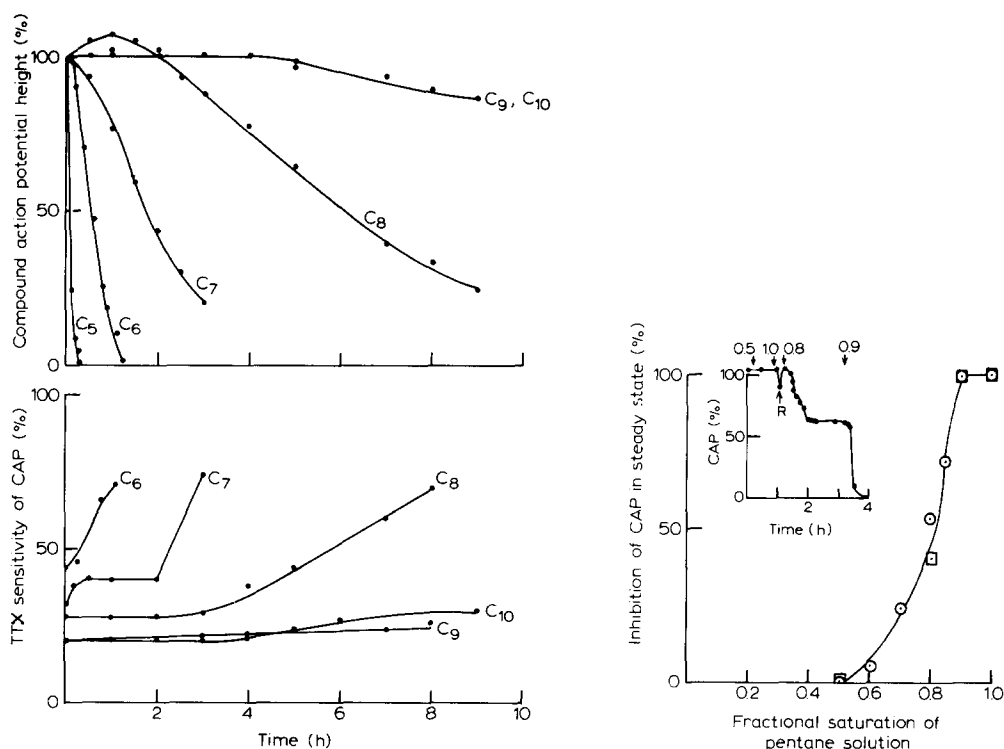 Compound action potential height (%)
100
50
0
C5
C6
C7
C8
C9, C10
TTX sensitivity of CAP (%)
100
50
0
C6
C7
C8
C10
C9
0
2
4
6
8
10
Time (h)
Inhibition of CAP in steady state (%)
100
50
0
0.2
0.4
0.6
0.8
1.0
Fractional saturation of
pentane solution
0.5
1.0
0.8
0.9
100
50
0
CAP (%)
R
0
2
4
Time (h)